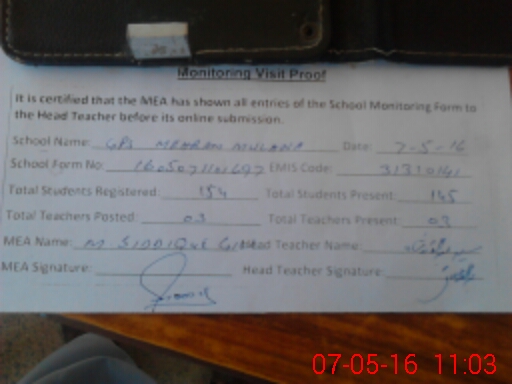 Monitoring Visit Proof
It is certified that the MEA has shown all entries of the School Monitoring Form to
the Head Teacher before its online submission.
School Name: GPS MEHRAN Date: 7-5-16
School Form No: EMIS Code:
Total Students Registered: 154 Total Students Present: 145
Total Teachers Posted: 03 Total Teachers Present: 03
MEA Name: M SIDDIQUE Head Teacher Name:
MEA Signature: Head Teacher Signature:
07-05-16 11:03